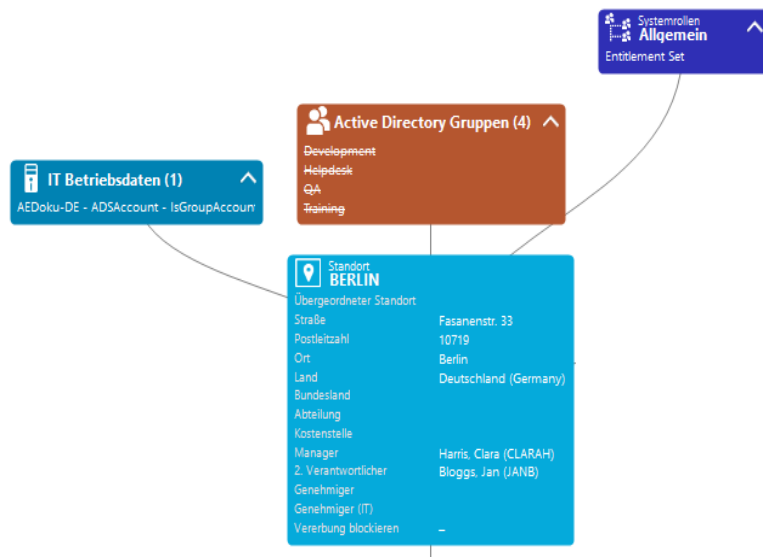 Systemrollen
Allgemein
Entitlement Set
Active Directory Gruppen (4)
Development
Helpdesk
QA
Training
IT Betriebsdaten (1)
AEDoku-DE - ADSAccount - IsGroupAccount
Standort
BERLIN
Übergeordneter Standort
Straße Fasanenstr. 33
Postleitzahl 10719
Ort Berlin
Land Deutschland (Germany)
Bundesland
Abteilung
Kostenstelle
Manager Harris, Clara (CLARAH)
2. Verantwortlicher Bloggs, Jan (JANB)
Genehmiger
Genehmiger (IT)
Vererbung blockieren –